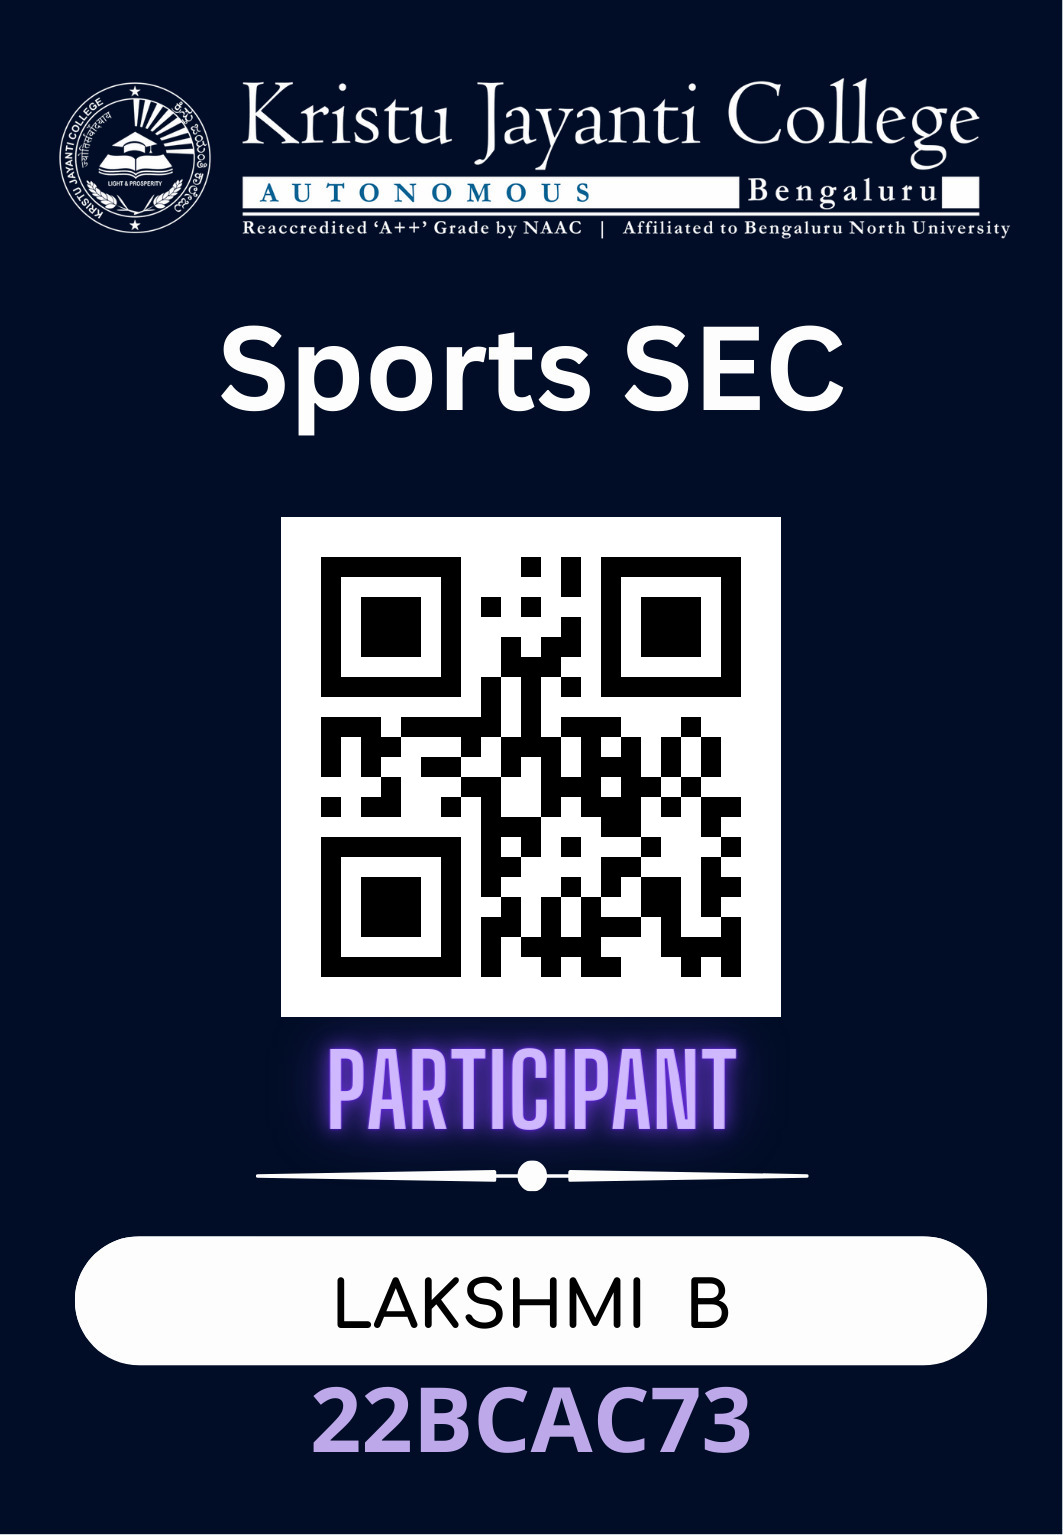 KRISTU JAYANTI COLLEGE
LIGHT & PROSPERITY
Kristu Jayanti College
AUTONOMOUS Bengaluru
Reaccredited ‘A++’ Grade by NAAC | Affiliated to Bengaluru North University
Sports SEC
PARTICIPANT
LAKSHMI B
22BCAC73